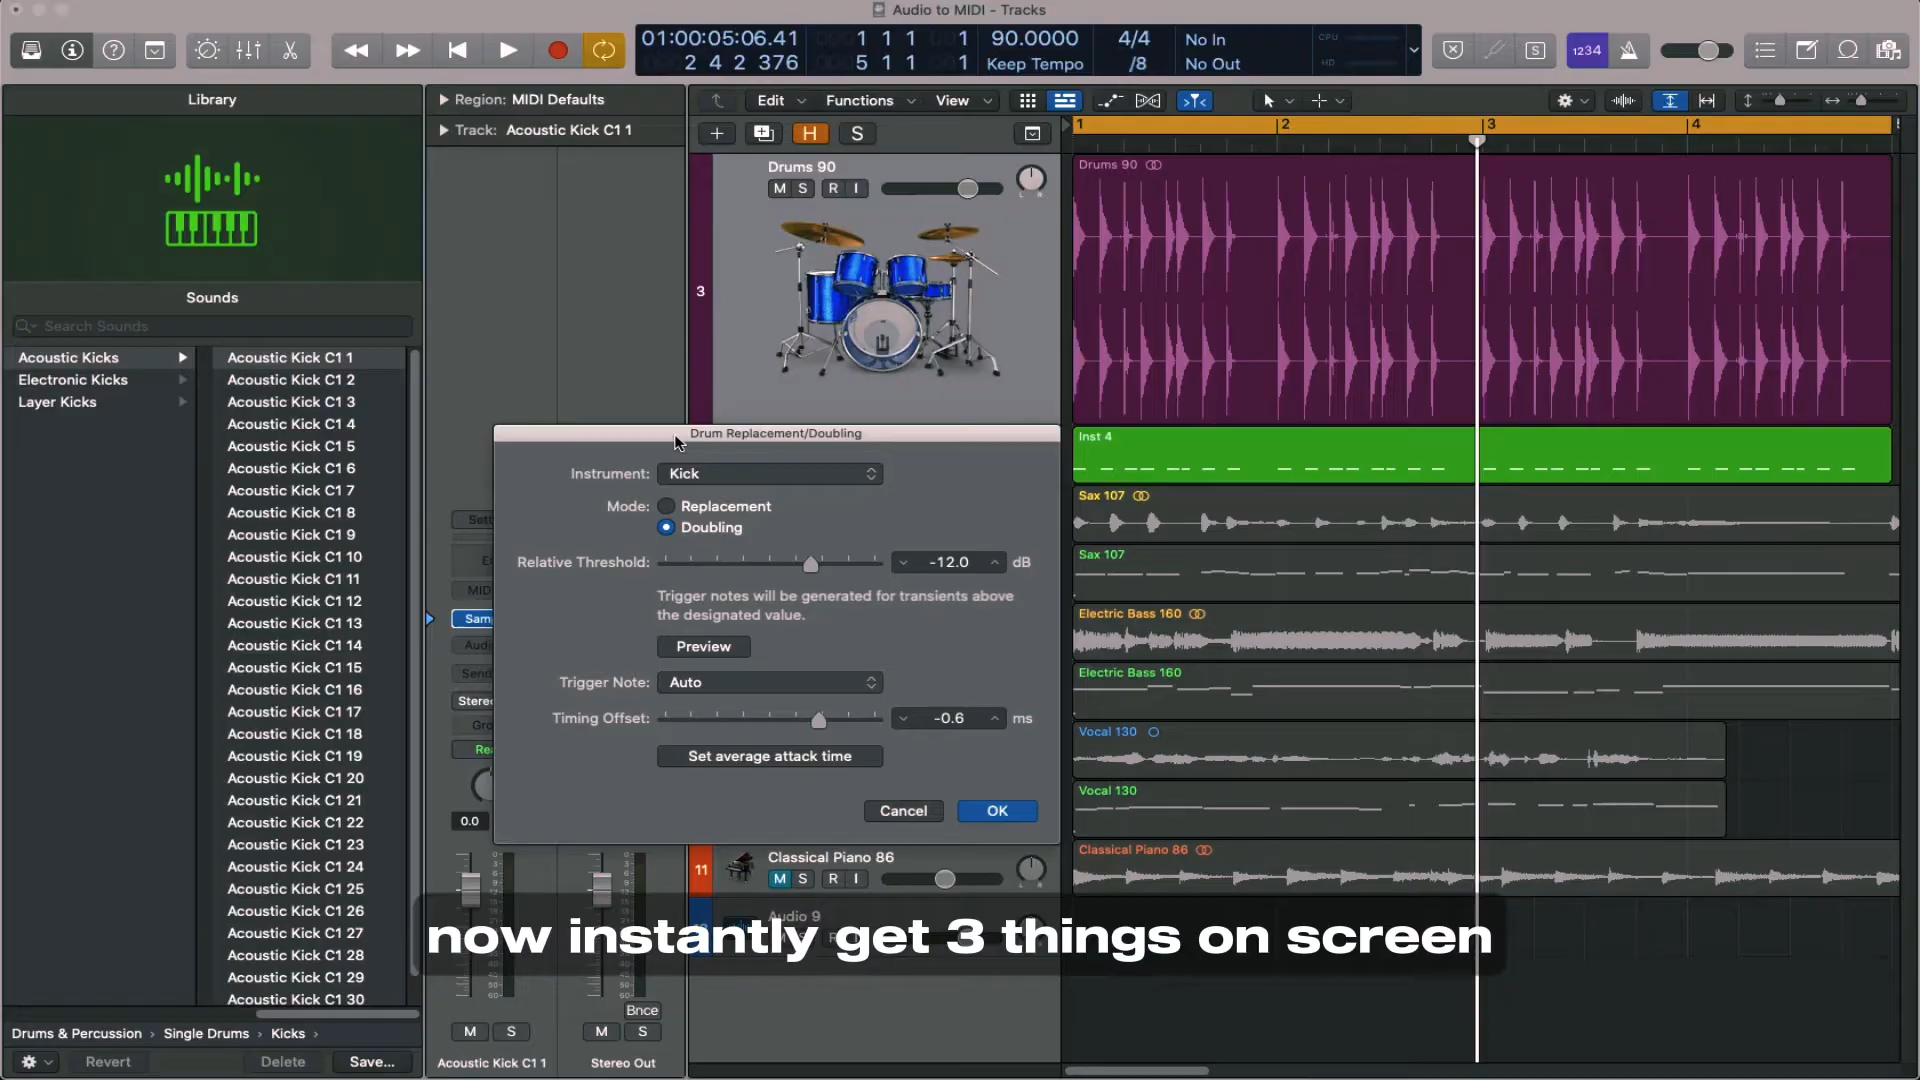 Audio to MIDI - Tracks
01:00:05:06.41
2 4 2 376
1 1 1 1
5 1 1 1
90.0000
Keep Tempo
4/4
/8
No In
No Out
CPU
HD
1234
Library
Sounds
Search Sounds
Acoustic Kicks
Electronic Kicks
Layer Kicks
Acoustic Kick C1 1
Acoustic Kick C1 2
Acoustic Kick C1 3
Acoustic Kick C1 4
Acoustic Kick C1 5
Acoustic Kick C1 6
Acoustic Kick C1 7
Acoustic Kick C1 8
Acoustic Kick C1 9
Acoustic Kick C1 10
Acoustic Kick C1 11
Acoustic Kick C1 12
Acoustic Kick C1 13
Acoustic Kick C1 14
Acoustic Kick C1 15
Acoustic Kick C1 16
Acoustic Kick C1 17
Acoustic Kick C1 18
Acoustic Kick C1 19
Acoustic Kick C1 20
Acoustic Kick C1 21
Acoustic Kick C1 22
Acoustic Kick C1 23
Acoustic Kick C1 24
Acoustic Kick C1 25
Acoustic Kick C1 26
Acoustic Kick C1 27
Acoustic Kick C1 28
Acoustic Kick C1 29
Acoustic Kick C1 30
Drums & Percussion › Single Drums › Kicks ›
Revert
Delete
Save...
Region: MIDI Defaults
Track: Acoustic Kick C1 1
Stereo
0.0
Bnce
M S
M S
Acoustic Kick C1 1
Stereo Out
Edit
Functions
View
H S
3
Drums 90
M S R I
L R
Drum Replacement/Doubling
Instrument: Kick
Mode: Replacement
Doubling
Relative Threshold: -12.0 dB
Trigger notes will be generated for transients above
the designated value.
Preview
Trigger Note: Auto
Timing Offset: -0.6 ms
Set average attack time
Cancel
OK
11
Classical Piano 86
M S R I
Audio 9
1 2 3 4
Drums 90
Inst 4
Sax 107
Sax 107
Electric Bass 160
Electric Bass 160
Vocal 130
Vocal 130
Classical Piano 86
now instantly get 3 things on screen